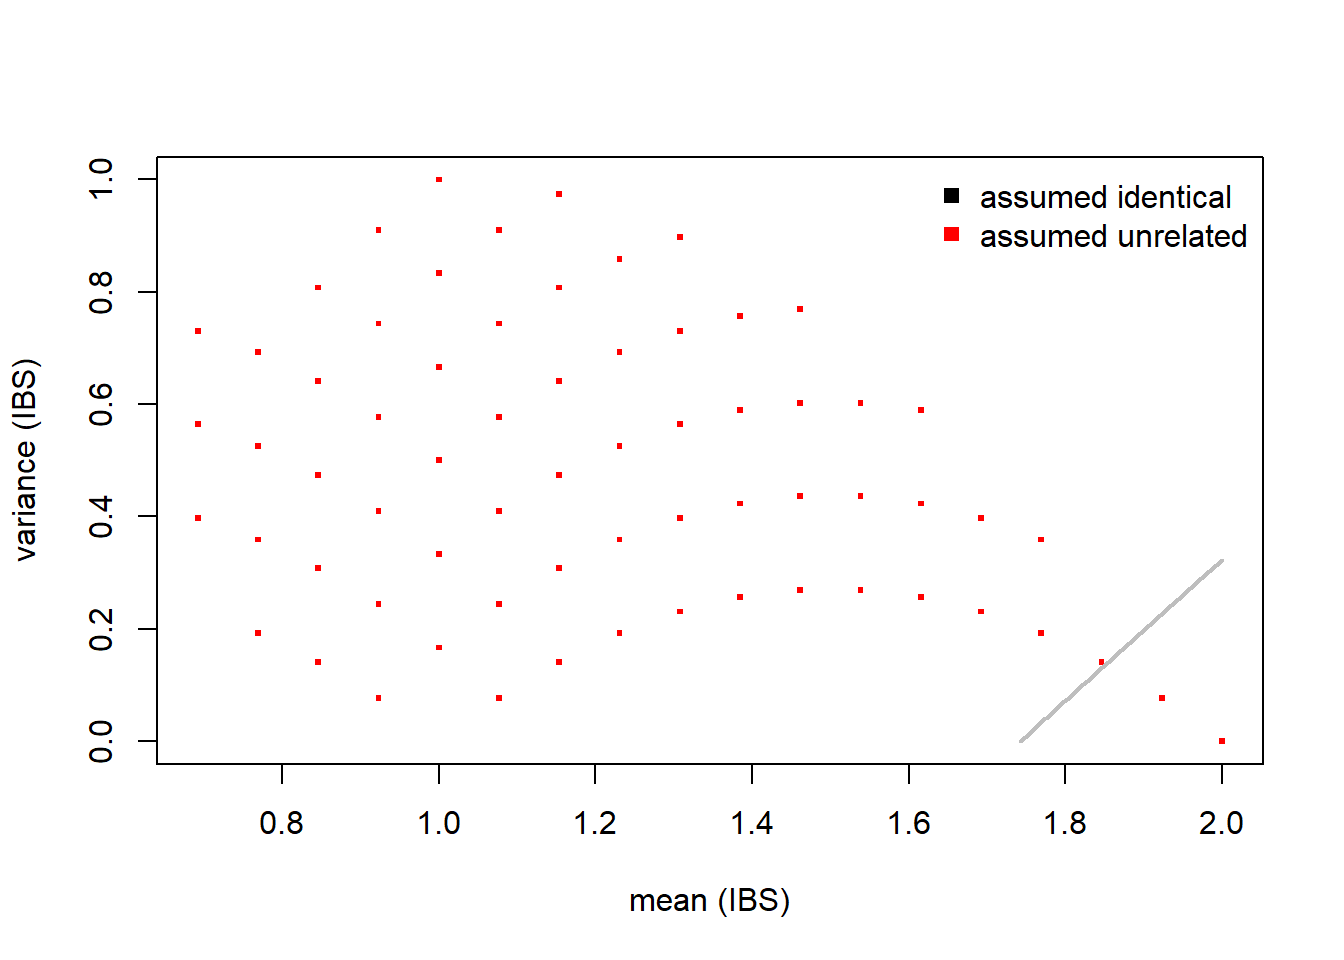 assumed identical
assumed unrelated
variance (IBS)
1.0
0.8
0.6
0.4
0.2
0.0
0.8 1.0 1.2 1.4 1.6 1.8 2.0
mean (IBS)